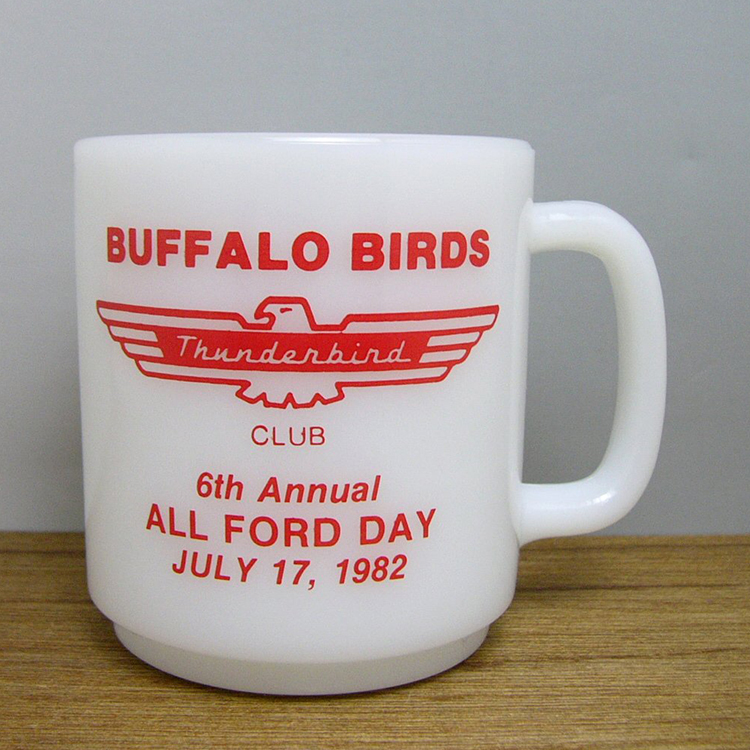 BUFFALO BIRDS
Thunderbird
CLUB
6th Annual
ALL FORD DAY
JULY 17, 1982